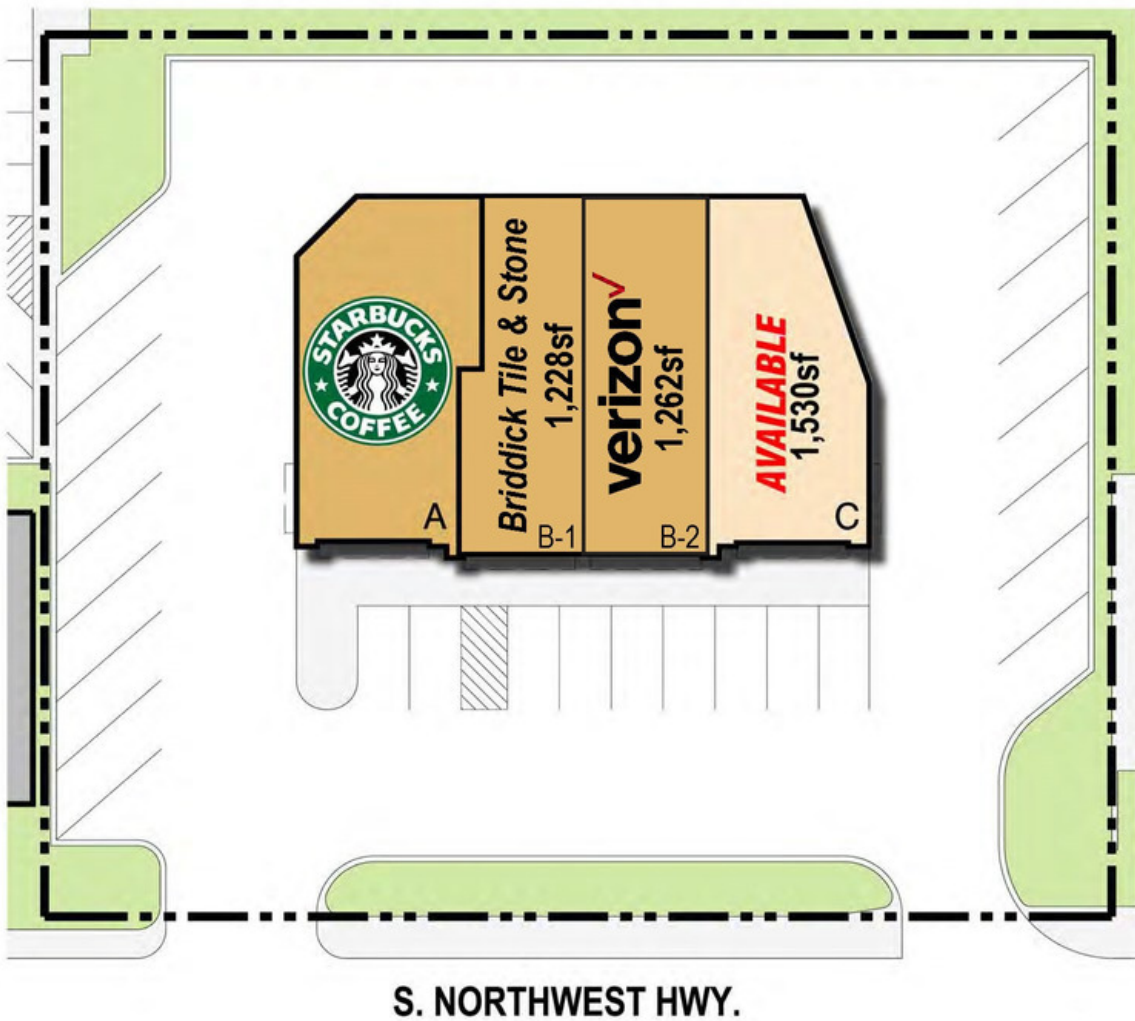 STARBUCKS
COFFEE
A
Briddick Tile & Stone
1,228sf
B-1
verizon✓
1,262sf
B-2
AVAILABLE
1,530sf
C
S. NORTHWEST HWY.